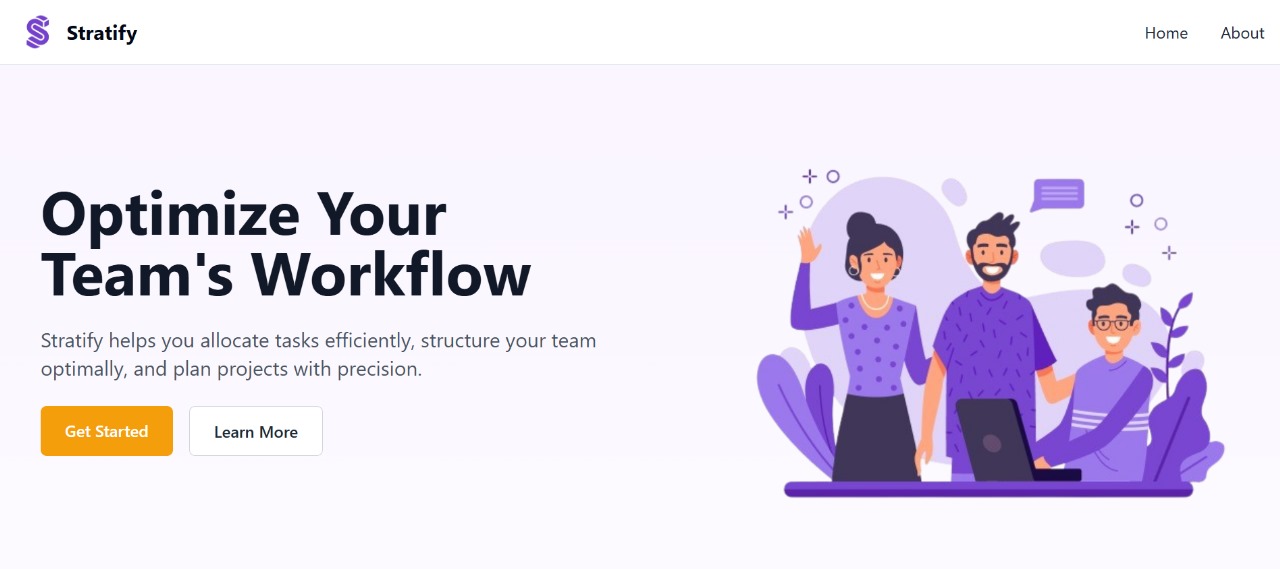 Stratify
Home
About
Optimize Your
Team's Workflow
Stratify helps you allocate tasks efficiently, structure your team
optimally, and plan projects with precision.
Get Started
Learn More